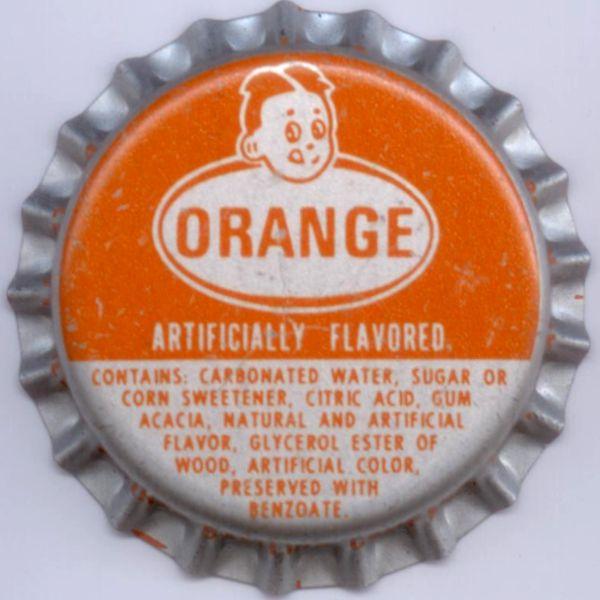 ORANGE
ARTIFICIALLY FLAVORED.
CONTAINS: CARBONATED WATER, SUGAR OR
CORN SWEETENER, CITRIC ACID, GUM
ACACIA, NATURAL AND ARTIFICIAL
FLAVOR, GLYCEROL ESTER OF
WOOD, ARTIFICIAL COLOR,
PRESERVED WITH
BENZOATE.